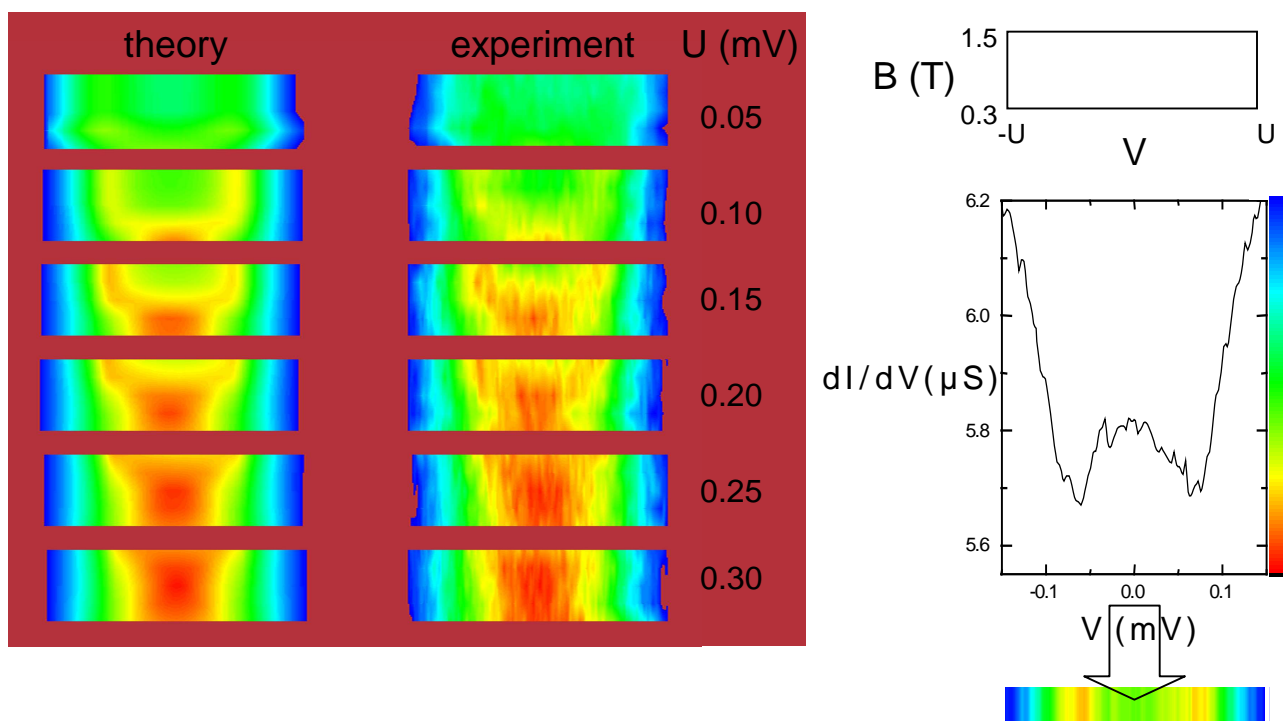 theory experiment U (mV)
0.05
0.10
0.15
0.20
0.25
0.30
1.5
B (T)
0.3
-U U
V
6.2
6.0
dI/dV(µS)
5.8
5.6
-0.1 0.0 0.1
V (mV)